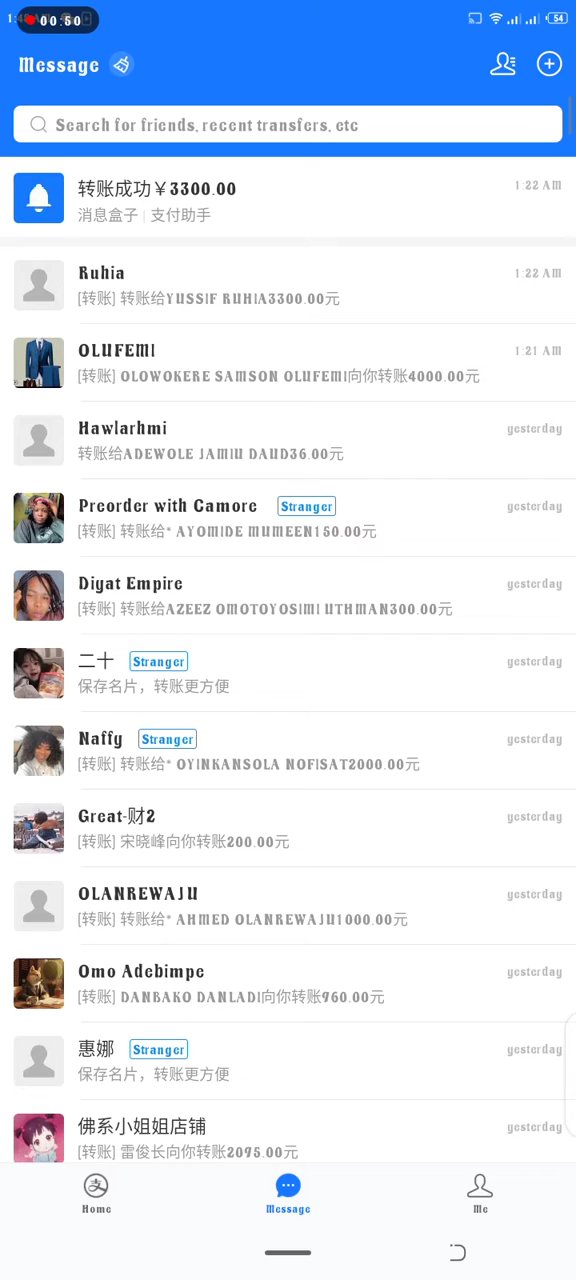 00:50
54
Message
Search for friends, recent transfers, etc
转账成功￥3300.00
1:22 AM
消息盒子 | 支付助手
Ruhia
1:22 AM
[转账] 转账给YUSSIF RUHIA3300.00元
OLUFEMI
1:21 AM
[转账] OLOWOKERE SAMSON OLUFEMI向你转账4000.00元
Hawlarhmi
yesterday
转账给ADEWOLE JAMIU DAUD36.00元
Preorder with Camore Stranger
yesterday
[转账] 转账给* AYOMIDE MUMEEN150.00元
Diyat Empire
yesterday
[转账] 转账给AZEEZ OMOTOYOSIMI UTHMAN300.00元
二十 Stranger
yesterday
保存名片，转账更方便
Naffy Stranger
yesterday
[转账] 转账给* OYINKANSOLA NOFISAT2000.00元
Great-财2
yesterday
[转账] 宋晓峰向你转账200.00元
OLANREWAJU
yesterday
[转账] 转账给* AHMED OLANREWAJU1000.00元
Omo Adebimpe
yesterday
[转账] DANBAKO DANLADI向你转账960.00元
惠娜 Stranger
yesterday
保存名片，转账更方便
佛系小姐姐店铺
yesterday
[转账] 雷俊长向你转账2095.00元
Home
Message
Me